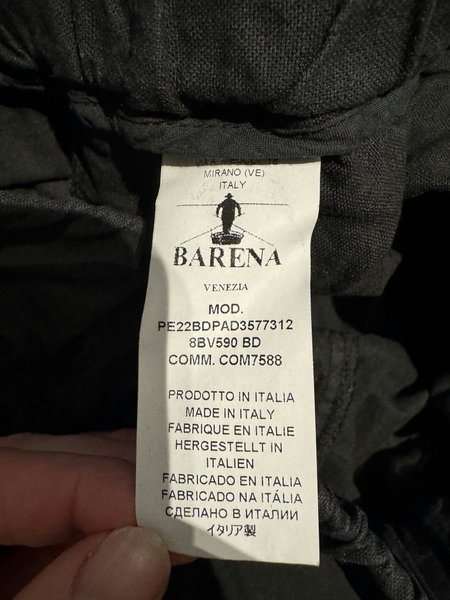 MIRANO (VE)
ITALY
BARENA
VENEZIA
MOD.
PE22BDPAD3577312
8BV590 BD
COMM. COM7588
PRODOTTO IN ITALIA
MADE IN ITALY
FABRIQUE EN ITALIE
HERGESTELLT İN
ITALIEN
FABRICADO EN ITALIA
FABRICADO NA ITÁLIA
СДЕЛАНО В ИТАЛИИ
イタリア製